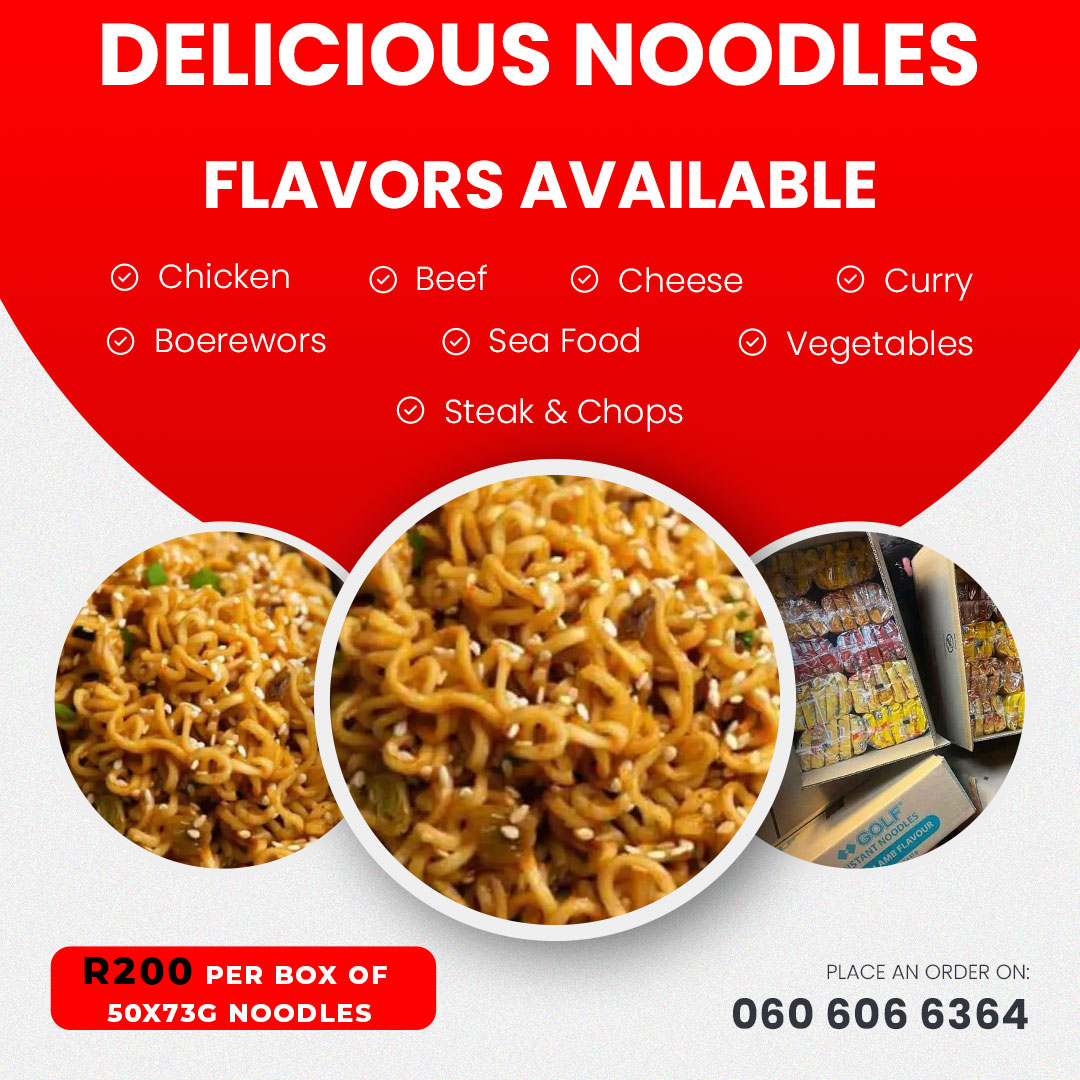 DELICIOUS NOODLES
FLAVORS AVAILABLE
Chicken Beef Cheese Curry
Boerewors Sea Food Vegetables
Steak & Chops
GOLF
INSTANT NOODLES
LAMB FLAVOUR
R200 PER BOX OF
50X73G NOODLES
PLACE AN ORDER ON:
060 606 6364